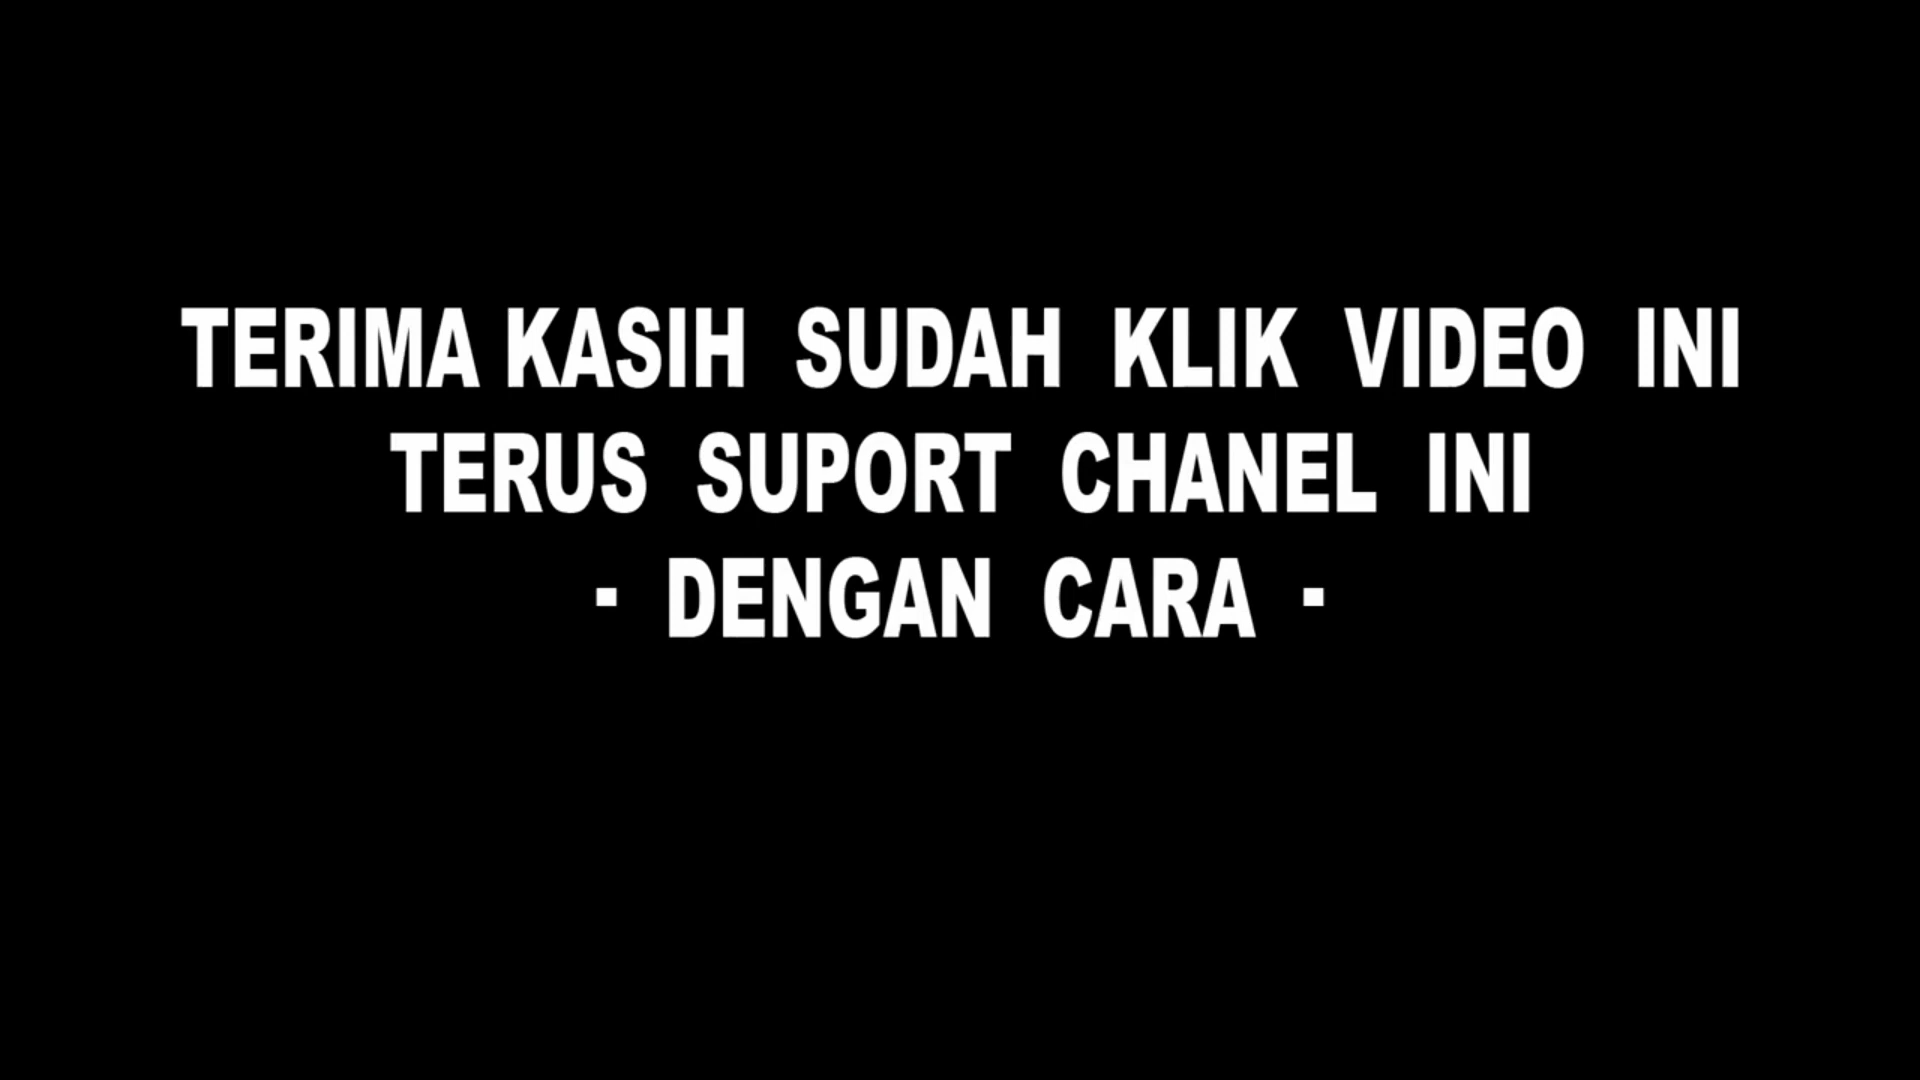 TERIMA KASIH SUDAH KLIK VIDEO INI
TERUS SUPORT CHANEL INI
- DENGAN CARA -